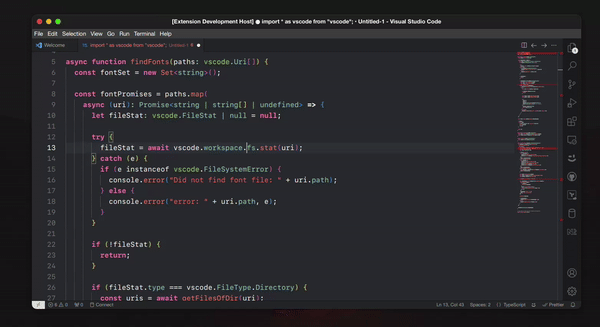 [Extension Development Host] ● import * as vscode from "vscode"; • Untitled-1 - Visual Studio Code
File Edit Selection View Go Run Terminal Help
Welcome
TS import * as vscode from "vscode"; Untitled-1 6 ●
5 async function findFonts(paths: vscode.Uri[]) {
6 const fontSet = new Set<string>();
7
8 const fontPromises = paths.map(
9 async (uri): Promise<string | string[] | undefined> => {
10 let fileStat: vscode.FileStat | null = null;
11
12 try {
13 fileStat = await vscode.workspace.fs.stat(uri);
14 } catch (e) {
15 if (e instanceof vscode.FileSystemError) {
16 console.error("Did not find font file: " + uri.path);
17 } else {
18 console.error("error: " + uri.path, e);
19 }
20 }
21
22 if (!fileStat) {
23 return;
24 }
25
26 if (fileStat.type === vscode.FileType.Directory) {
27 const uris = await getFilesOfDir(uri);
6 0 0 Connect
Ln 13, Col 43 Spaces: 2 {} TypeScript Prettier